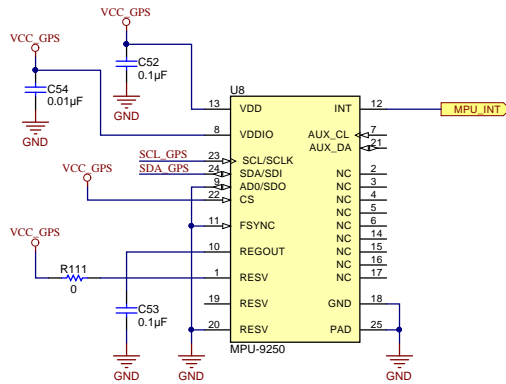 VCC_GPS
VCC_GPS
C52
0.1µF
C54
0.01µF
GND
GND
U8
13 VDD INT 12 MPU_INT
8 VDDIO AUX_CL 7
AUX_DA 21
SCL_GPS 23 SCL/SCLK NC 2
SDA_GPS 24 SDA/SDI NC 3
9 AD0/SDO NC 4
VCC_GPS 22 CS NC 5
NC 6
11 FSYNC NC 14
VCC_GPS 10 REGOUT NC 15
NC 16
R111
0
1 RESV NC 17
C53
0.1µF
19 RESV GND 18
20 RESV PAD 25
MPU-9250
GND GND GND